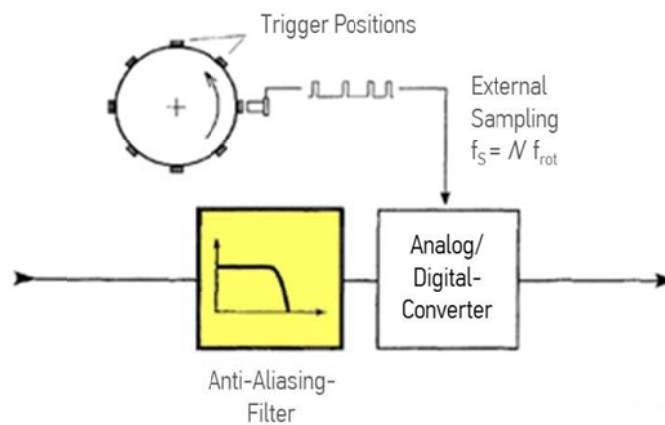 Trigger Positions
External
Sampling
fS = N frot
Analog/
Digital-
Converter
Anti-Aliasing-
Filter